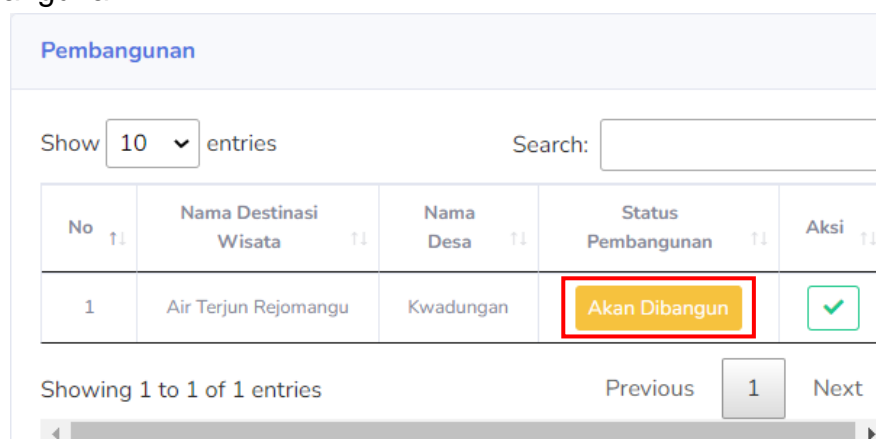 Pembangunan
Show 10 entries Search:
No Nama Destinasi Wisata Nama Desa Status Pembangunan Aksi
1 Air Terjun Rejomangu Kwadungan Akan Dibangun
Showing 1 to 1 of 1 entries Previous 1 Next